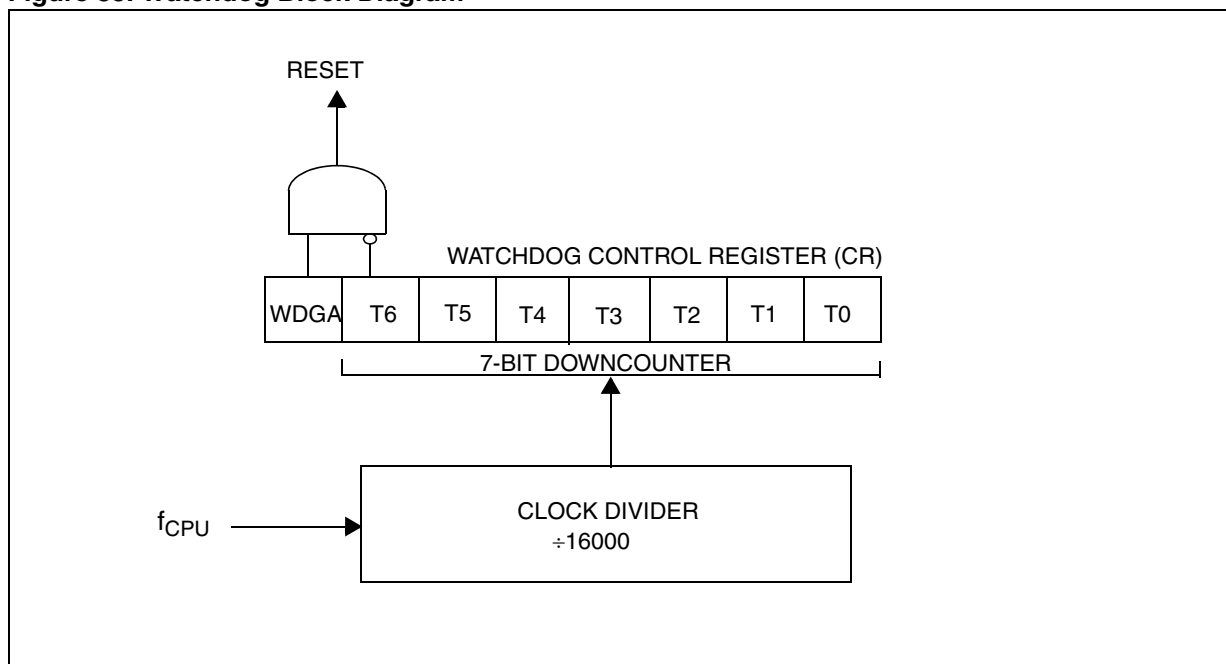 Figure Watchdog Block Diagram
RESET
WATCHDOG CONTROL REGISTER (CR)
WDGA T6 T5 T4 T3 T2 T1 T0
7-BIT DOWNCOUNTER
fCPU
CLOCK DIVIDER
÷16000